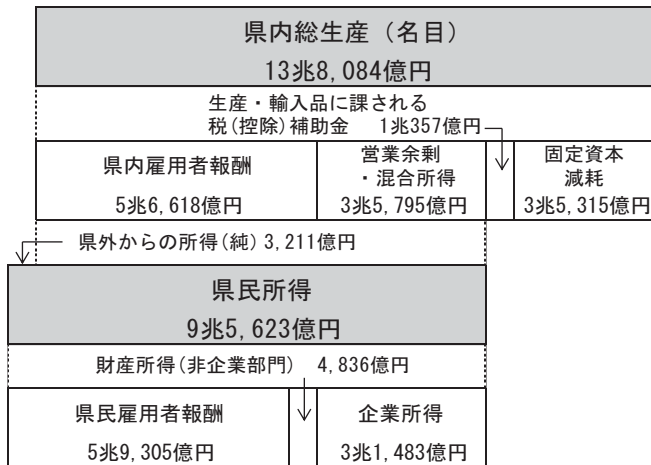 県内総生産（名目）
13兆8,084億円
生産・輸入品に課される
税(控除)補助金　1兆357億円
県内雇用者報酬
5兆6,618億円
営業余剰
・混合所得
3兆5,795億円
固定資本
減耗
3兆5,315億円
県外からの所得(純) 3,211億円
県民所得
9兆5,623億円
財産所得(非企業部門)　4,836億円
県民雇用者報酬
5兆9,305億円
企業所得
3兆1,483億円